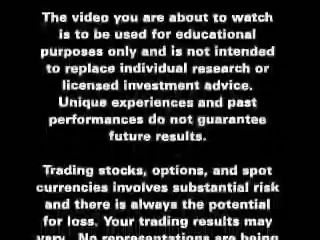 The video you are about to watch
is to be used for educational
purposes only and is not intended
to replace individual research or
licensed investment advice.
Unique experiences and past
performances do not guarantee
future results.
Trading stocks, options, and spot
currencies involves substantial risk
and there is always the potential
for loss. Your trading results may
vary. No representations are being